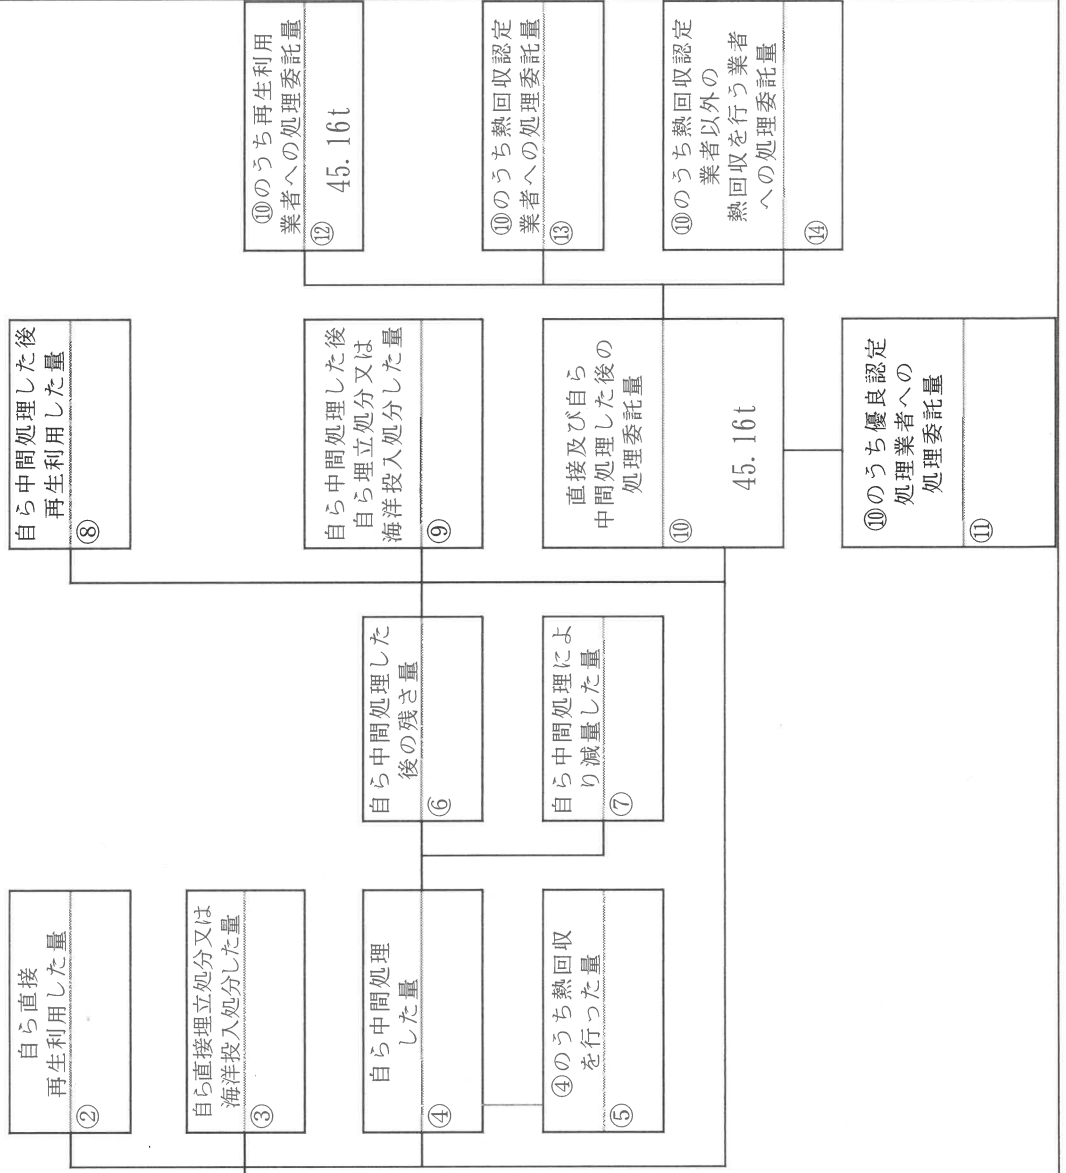 自ら直接
再生利用した量
②
自ら直接埋立処分又は
海洋投入処分した量
③
自ら中間処理
した量
④
④のうち熱回収
を行った量
⑤
自ら中間処理した
後の残さ量
⑥
自ら中間処理によ
り減量した量
⑦
自ら中間処理した後
再生利用した量
⑧
自ら中間処理した後
自ら埋立処分又は
海洋投入処分した量
⑨
直接及び自ら
中間処理した後の
処理委託量
⑩
45.16t
⑩のうち優良認定
処理業者への
処理委託量
⑪
⑩のうち再生利用
業者への処理委託量
⑫
45.16t
⑩のうち熱回収認定
業者への処理委託量
⑬
⑩のうち熱回収認定
業者以外の
熱回収を行う業者
への処理委託量
⑭